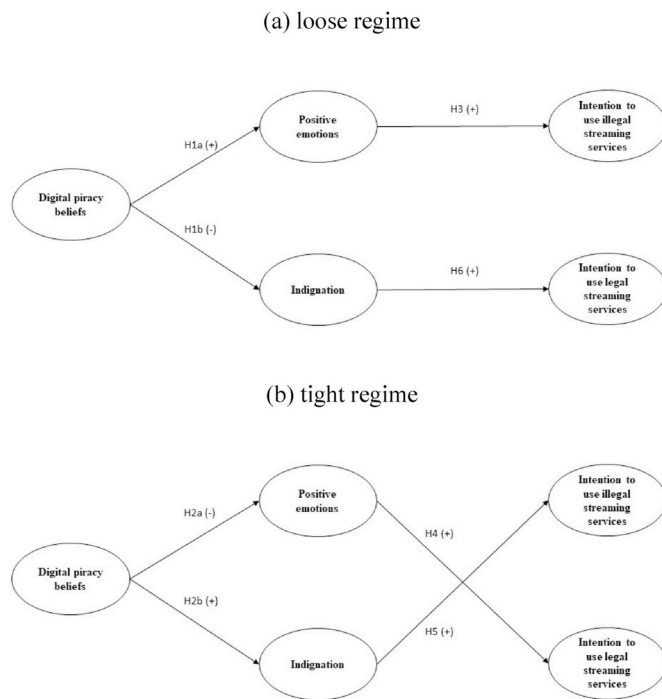 (a) loose regime
Positive
emotions
H3 (+)
Intention to
use illegal
streaming
services
H1a (+)
Digital piracy
beliefs
H1b (-)
Indignation
H6 (+)
Intention to
use legal
streaming
services
(b) tight regime
Positive
emotions
Intention to
use illegal
streaming
services
H2a (-)
H4 (+)
Digital piracy
beliefs
H2b (+)
H5 (+)
Indignation
Intention to
use legal
streaming
services